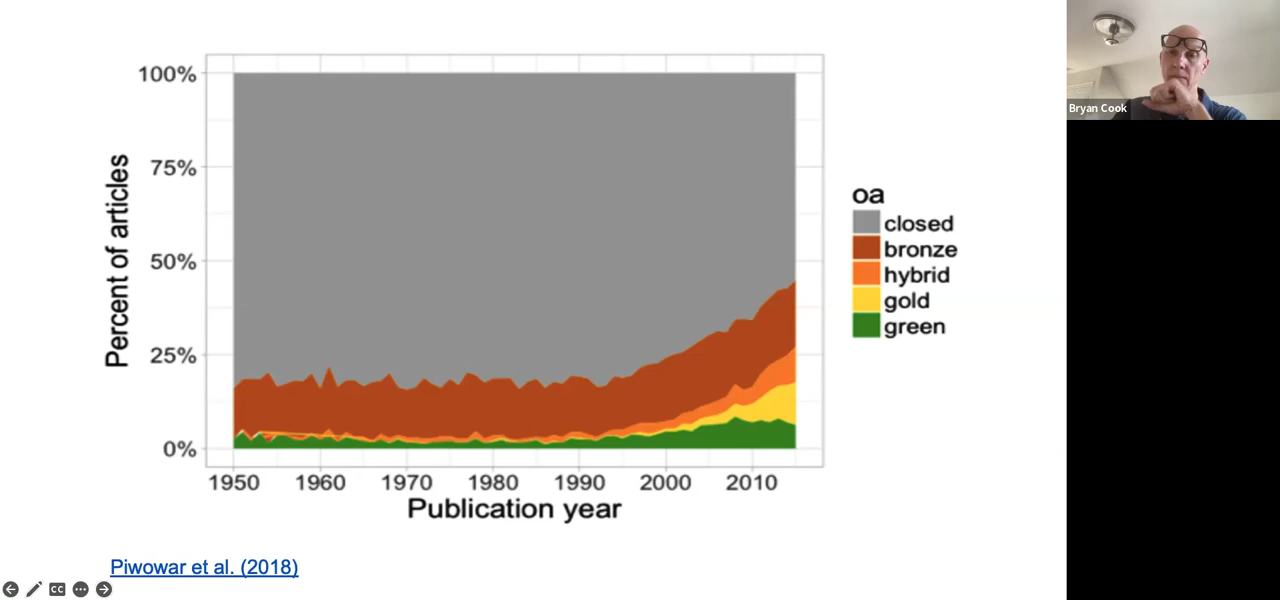 100%
75%
50%
25%
0%
Percent of articles
1950 1960 1970 1980 1990 2000 2010
Publication year
oa
closed
bronze
hybrid
gold
green
Piwowar et al. (2018)
CC
Bryan Cook